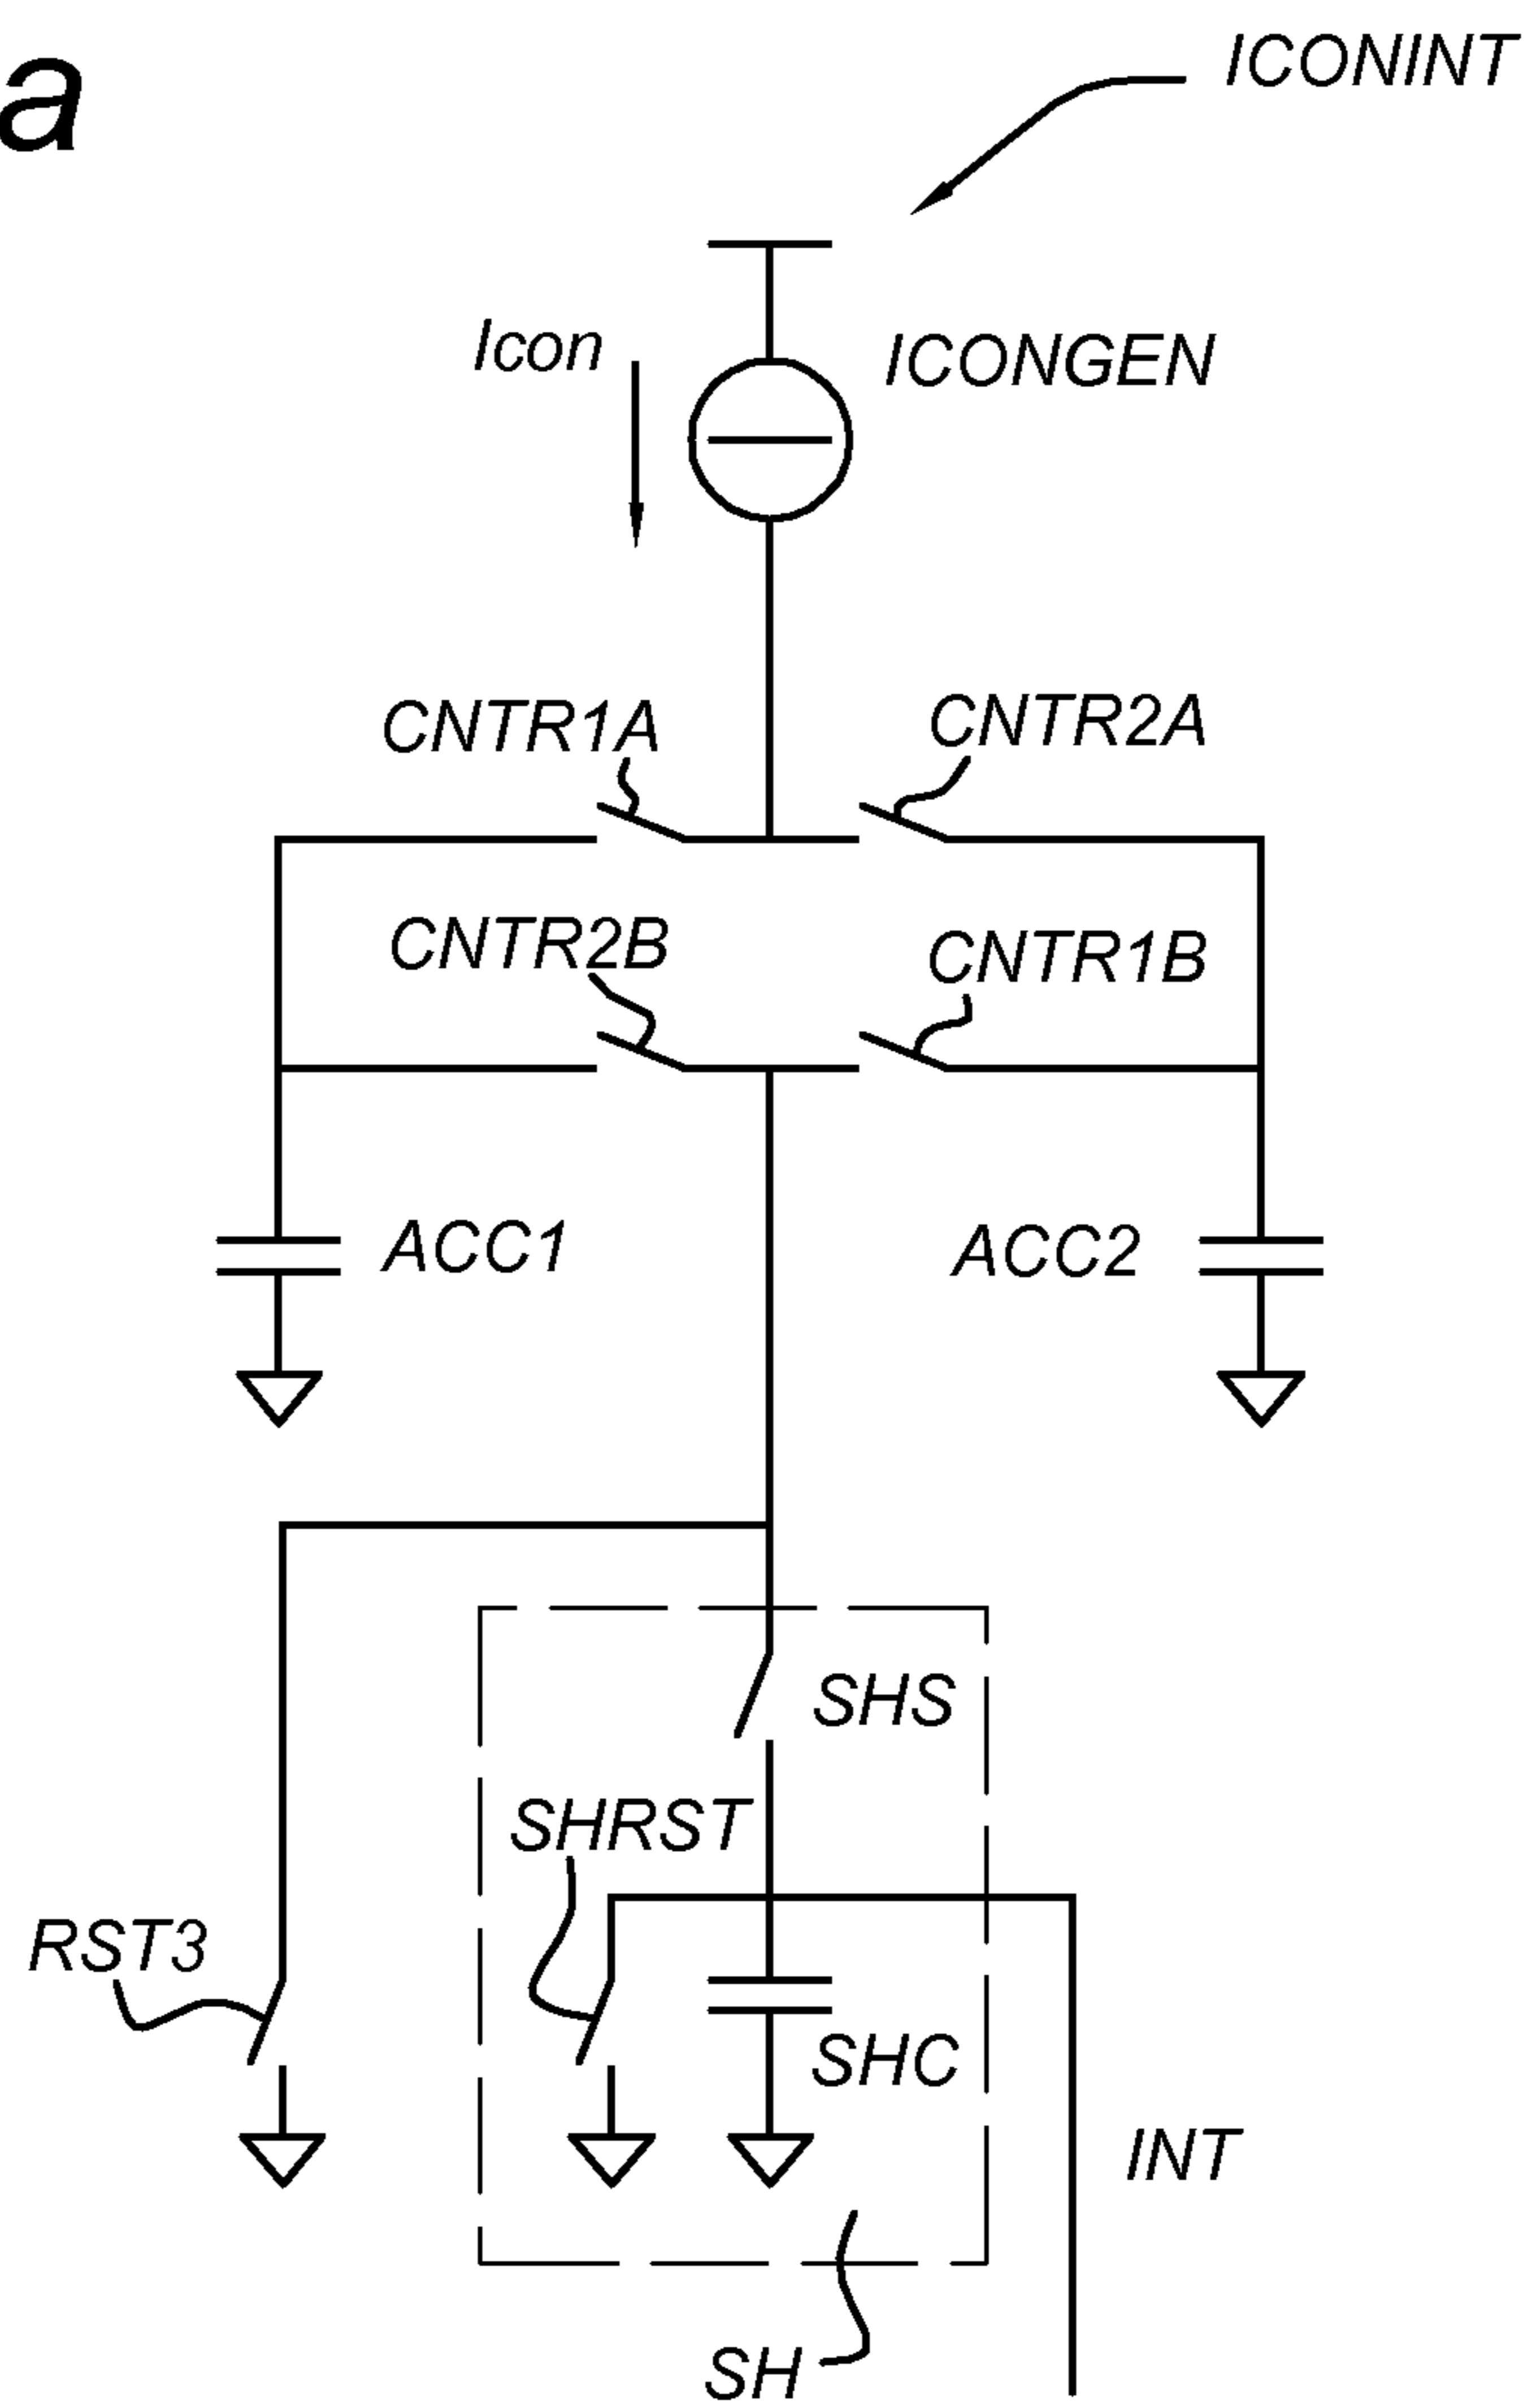 a
ICONINT
Icon
ICONGEN
CNTR1A
CNTR2A
CNTR2B
CNTR1B
ACC1
ACC2
SHS
SHRST
RST3
SHC
INT
SH